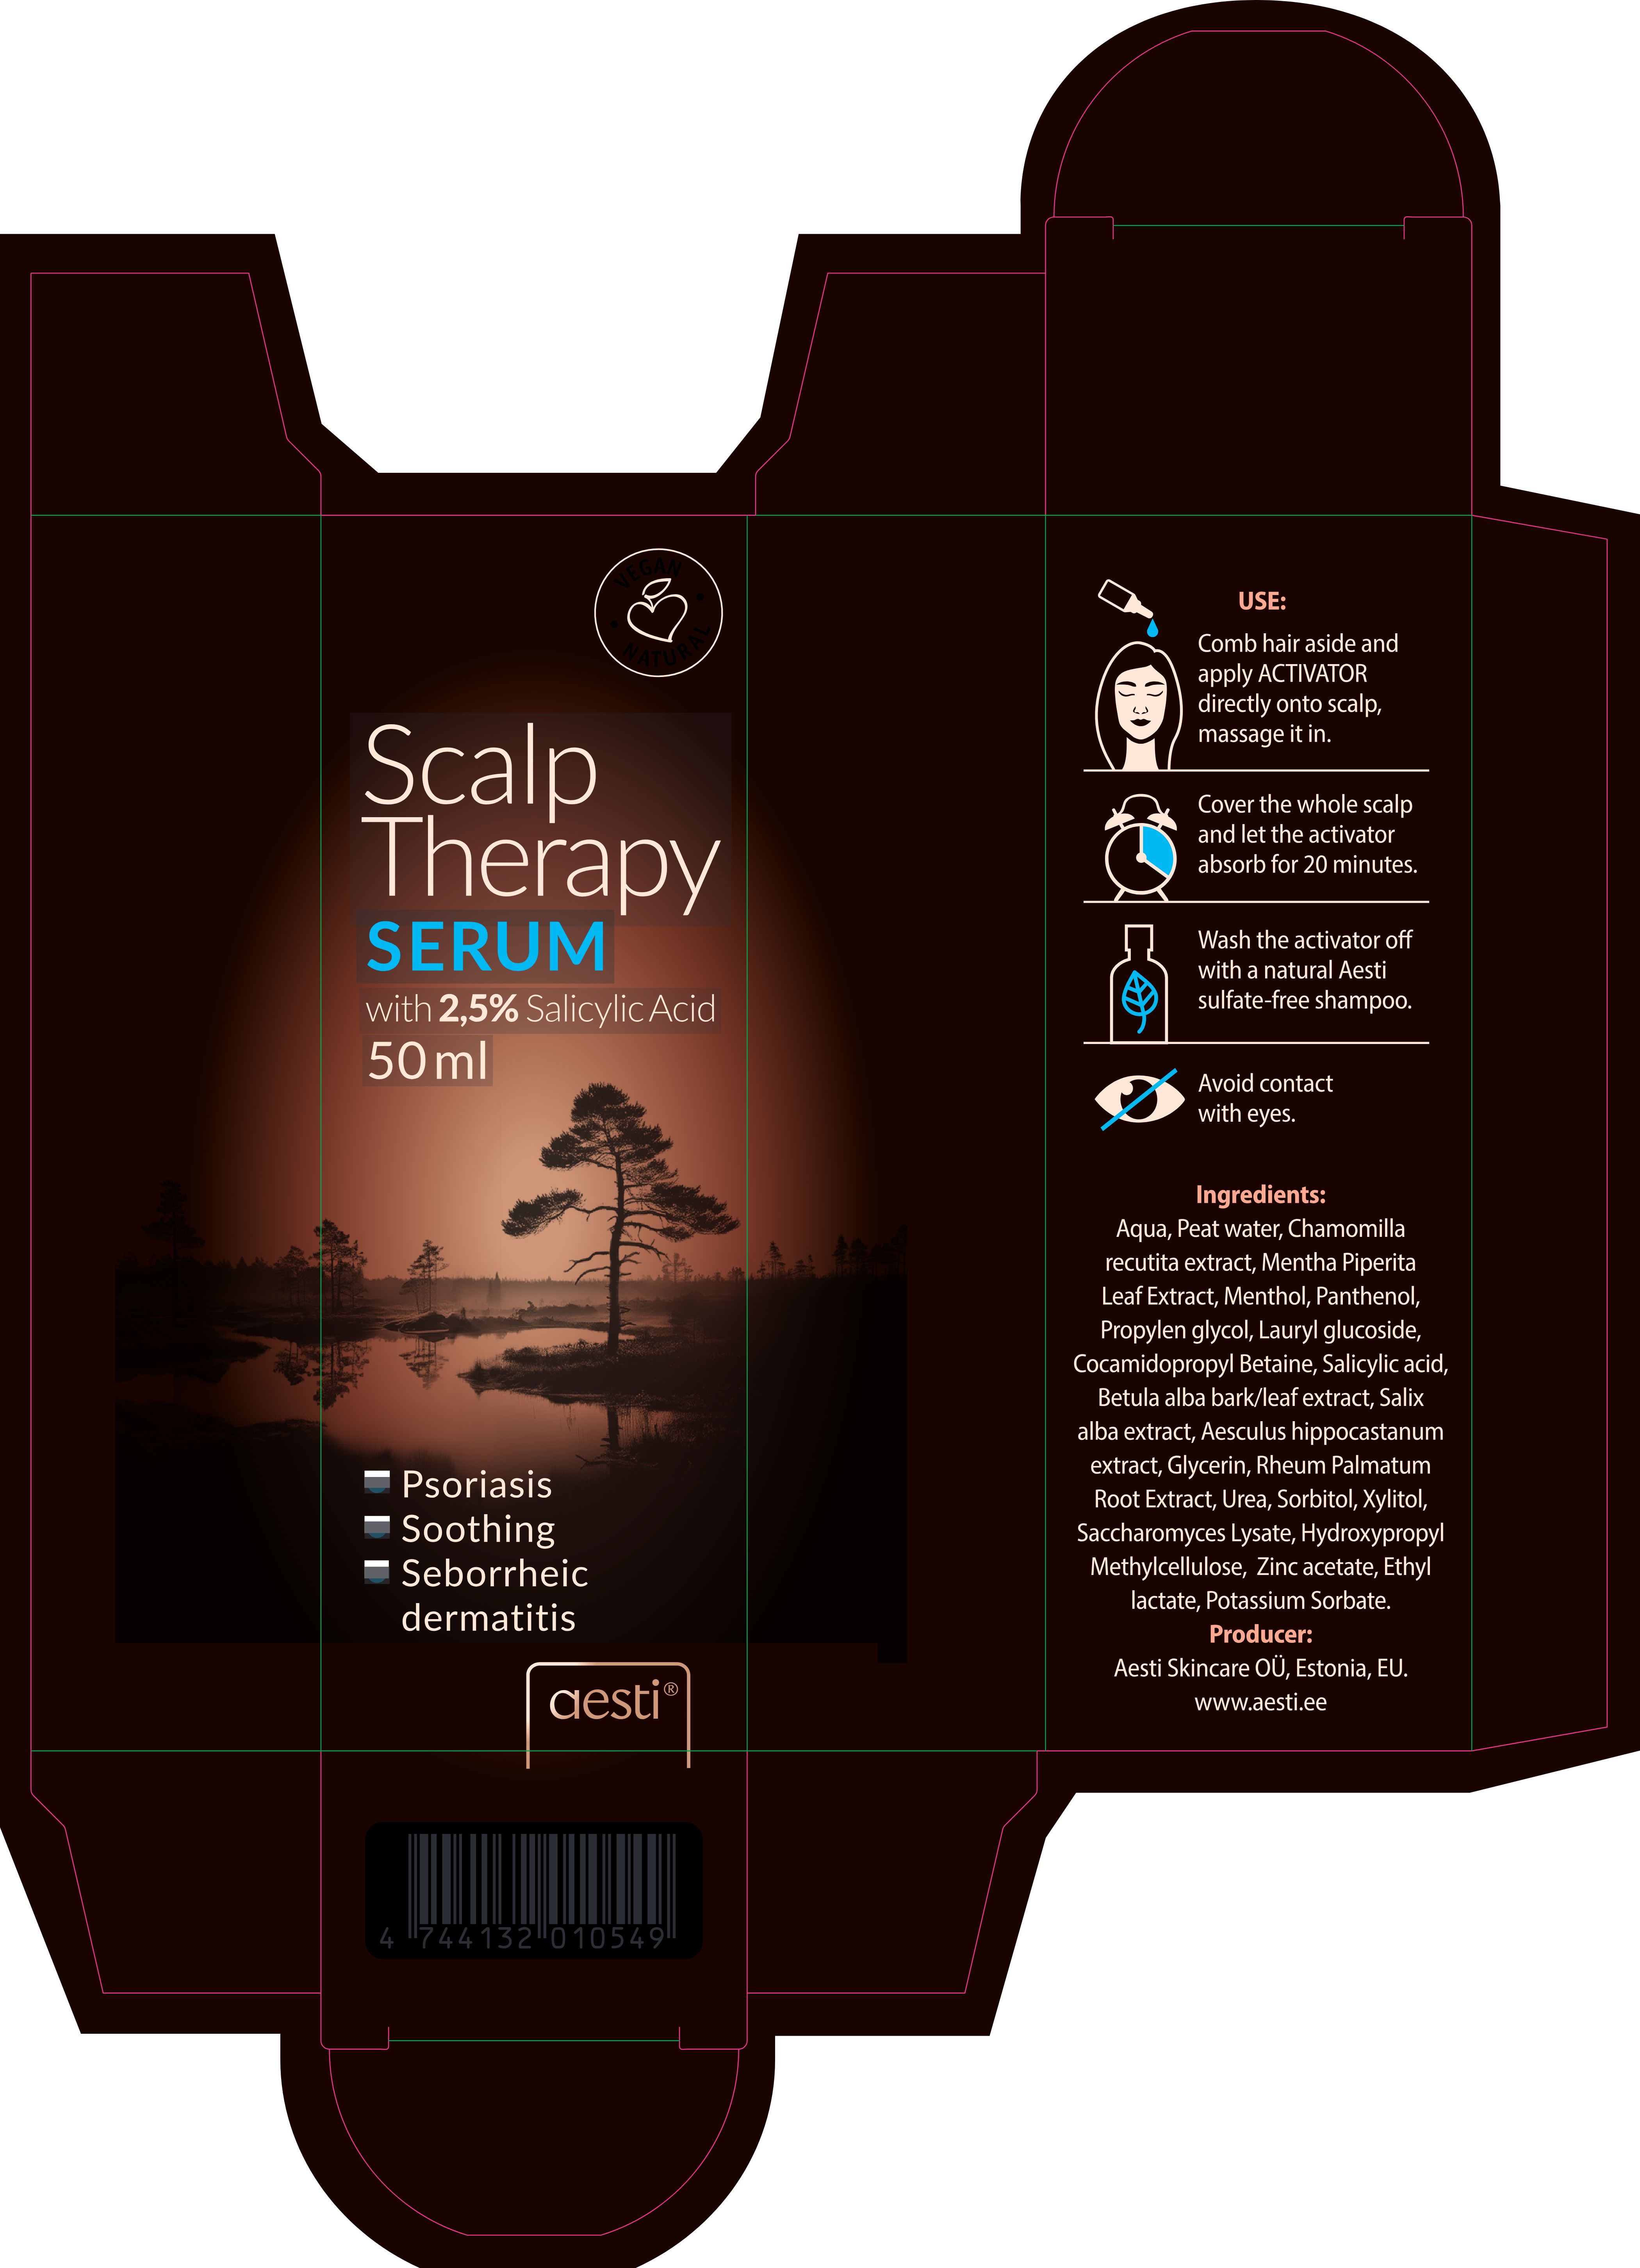 VEGAN
NATURAL
Scalp
Therapy
SERUM
with 2,5% Salicylic Acid
50 ml
Psoriasis
Soothing
Seborrheic
dermatitis
aesti®
4 744132 010549
USE:
Comb hair aside and
apply ACTIVATOR
directly onto scalp,
massage it in.
Cover the whole scalp
and let the activator
absorb for 20 minutes.
Wash the activator off
with a natural Aesti
sulfate-free shampoo.
Avoid contact
with eyes.
Ingredients:
Aqua, Peat water, Chamomilla
recutita extract, Mentha Piperita
Leaf Extract, Menthol, Panthenol,
Propylen glycol, Lauryl glucoside,
Cocamidopropyl Betaine, Salicylic acid,
Betula alba bark/leaf extract, Salix
alba extract, Aesculus hippocastanum
extract, Glycerin, Rheum Palmatum
Root Extract, Urea, Sorbitol, Xylitol,
Saccharomyces Lysate, Hydroxypropyl
Methylcellulose, Zinc acetate, Ethyl
lactate, Potassium Sorbate.
Producer:
Aesti Skincare OÜ, Estonia, EU.
www.aesti.ee